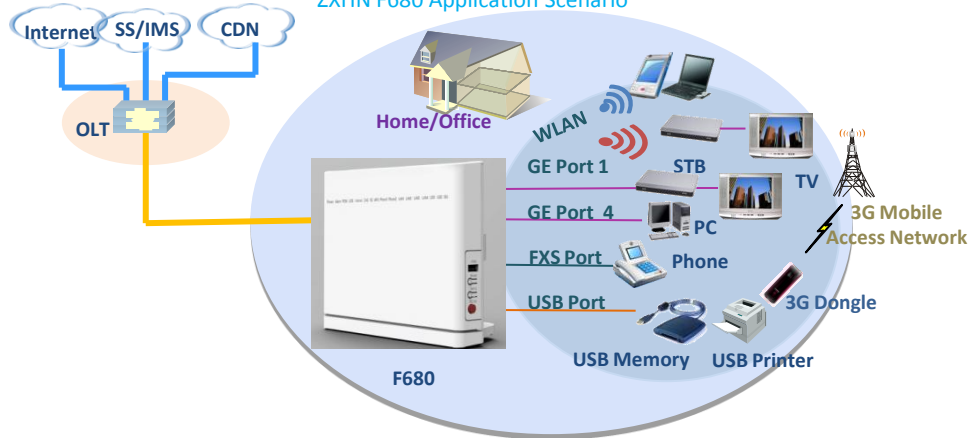 ZXHN F680 Application Scenario
Internet
SS/IMS
CDN
OLT
Home/Office
WLAN
GE Port 1
STB
TV
GE Port 4
PC
3G Mobile
Access Network
FXS Port
Phone
USB Port
3G Dongle
USB Memory
USB Printer
F680